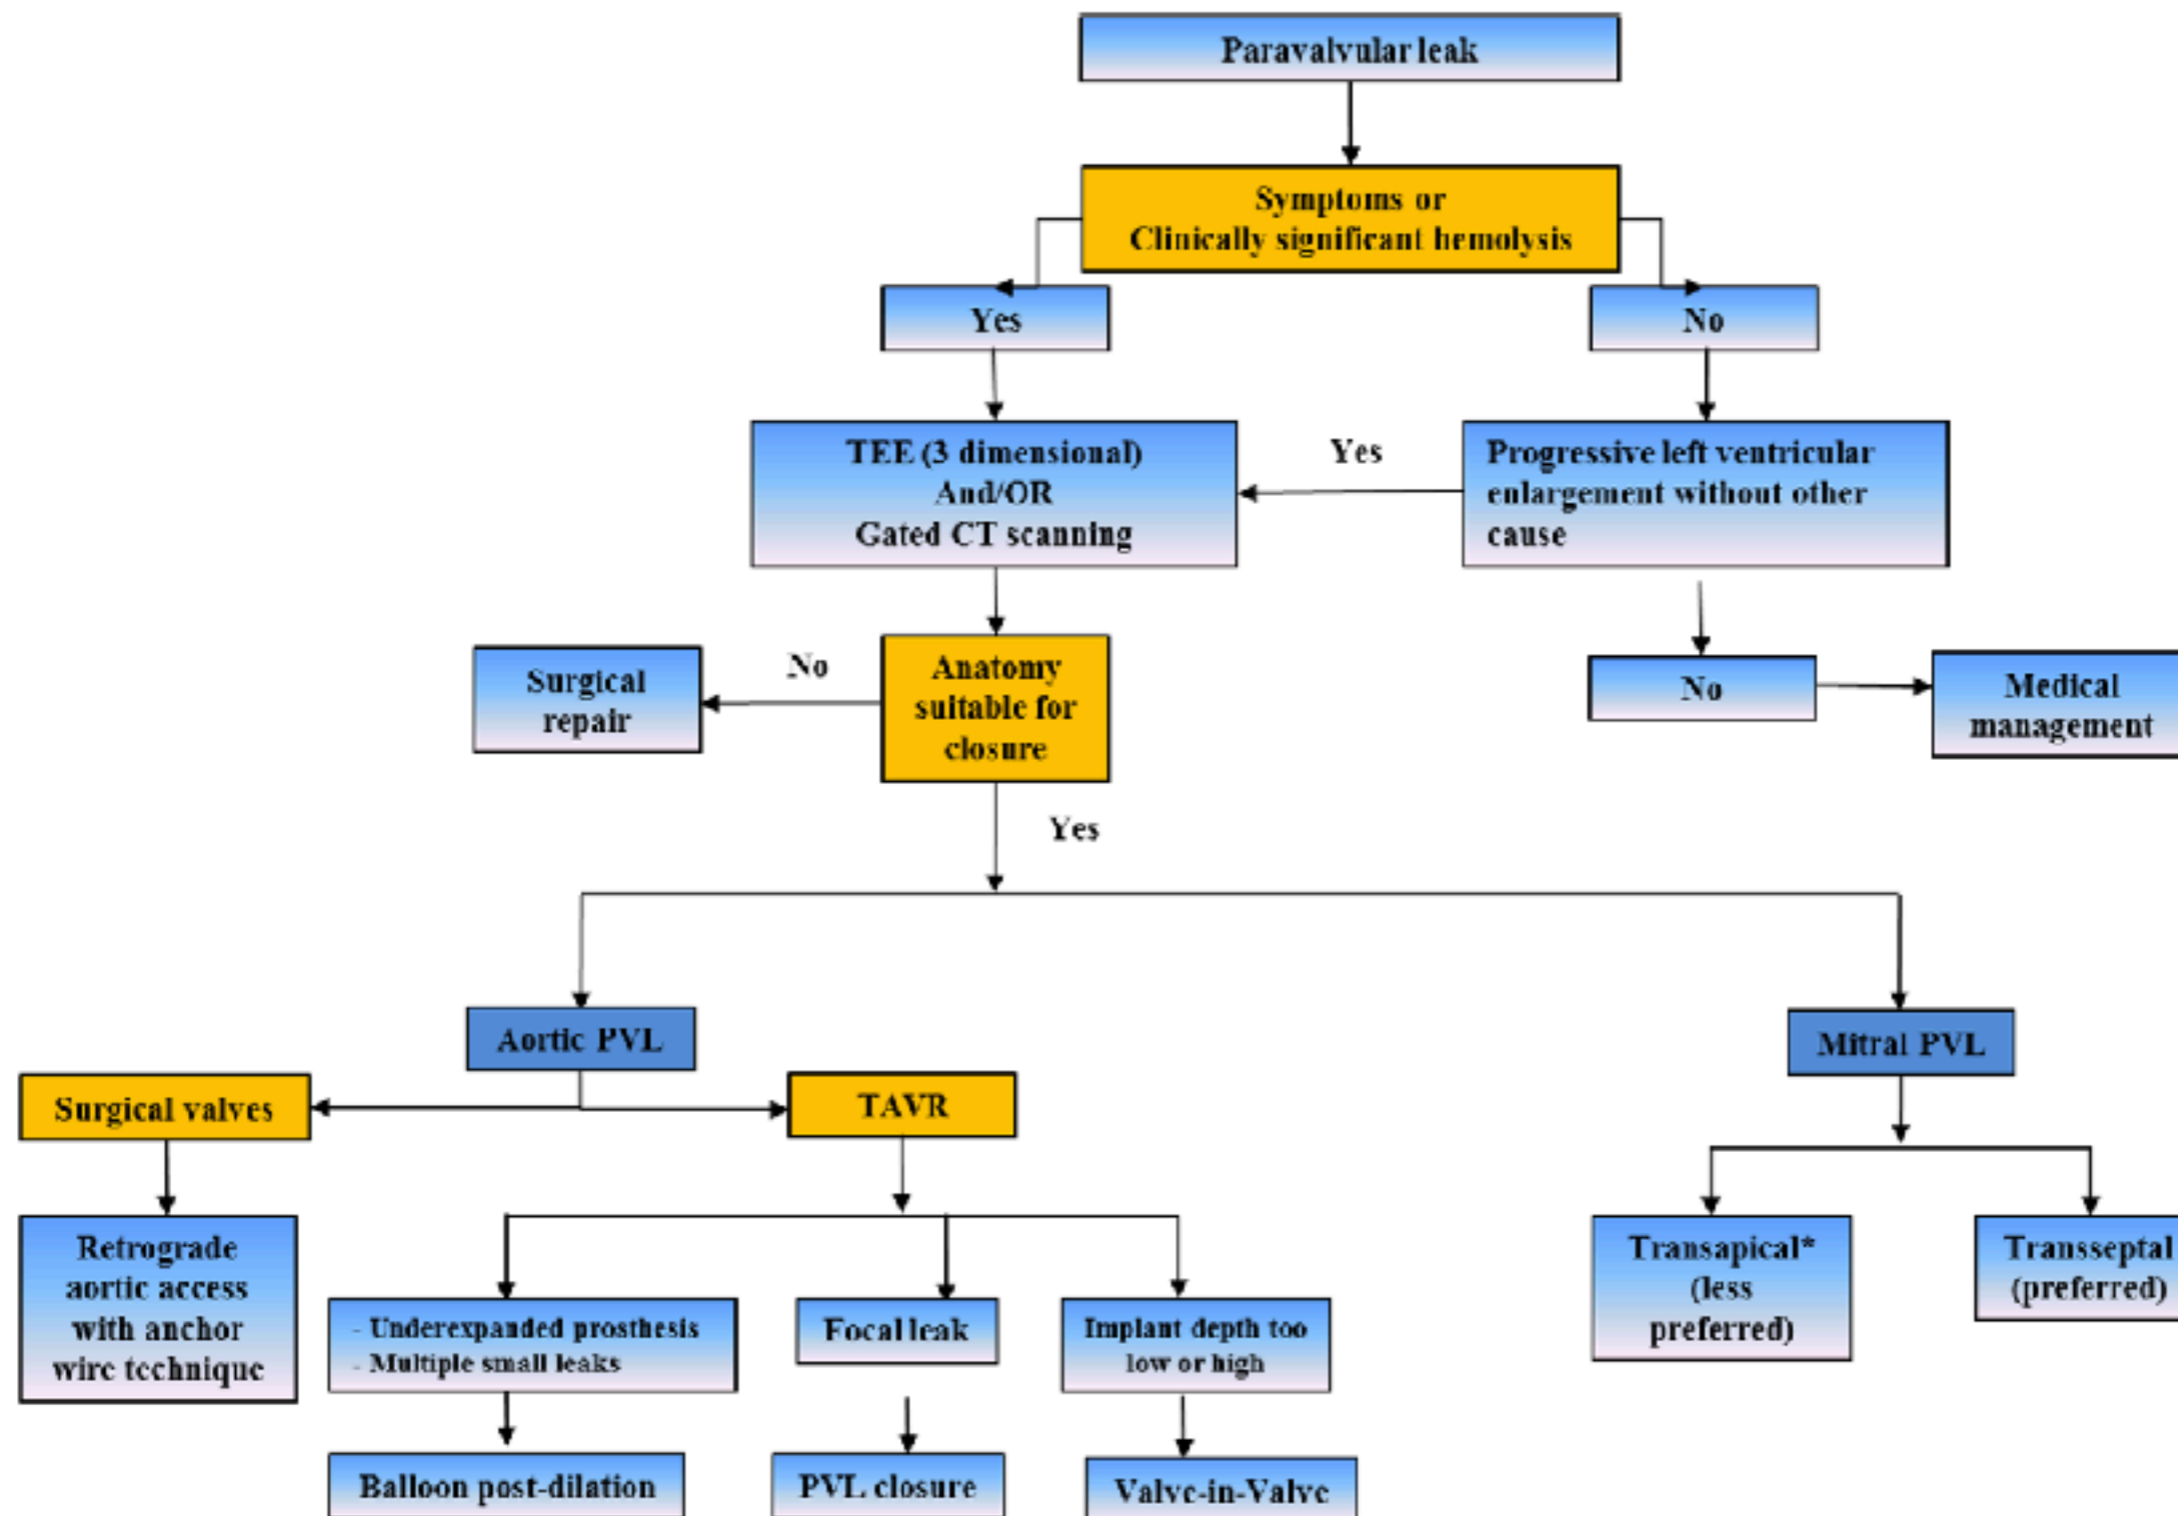 Paravalvular leak
Symptoms or
Clinically significant hemolysis
Yes
No
TEE (3 dimensional)
And/OR
Gated CT scanning
Yes
Progressive left ventricular
enlargement without other
cause
Surgical
repair
No
Anatomy
suitable for
closure
No
Medical
management
Yes
Aortic PVL
Mitral PVL
Surgical valves
TAVR
Retrograde
aortic access
with anchor
wire technique
- Underexpanded prosthesis
- Multiple small leaks
Focal leak
Implant depth too
low or high
Transapical*
(less
preferred)
Transseptal
(preferred)
Balloon post-dilation
PVL closure
Valve-in-Valve